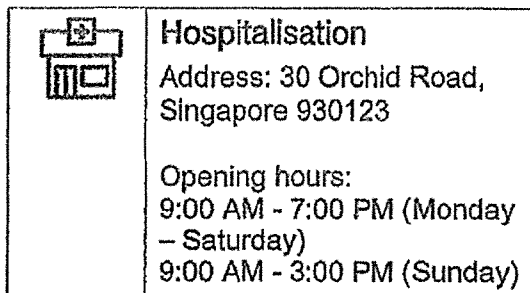 Hospitalisation
Address: 30 Orchid Road,
Singapore 930123
Opening hours:
9:00 AM - 7:00 PM (Monday
– Saturday)
9:00 AM - 3:00 PM (Sunday)